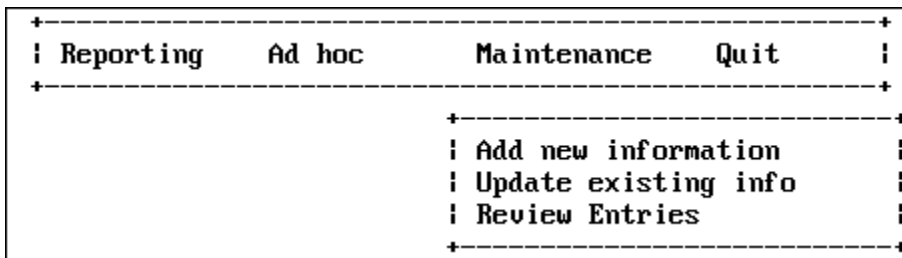 Reporting Ad hoc Maintenance Quit
Add new information
Update existing info
Review Entries